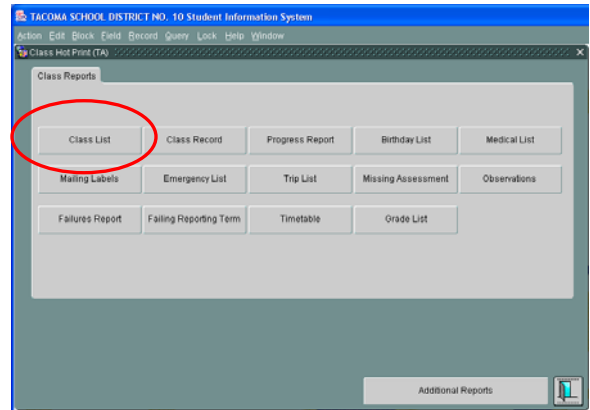 TACOMA SCHOOL DISTRICT NO. 10 Student Information System
Action Edit Block Field Record Query Lock Help Window
Class Hot Print (TA)
Class Reports
Class List Class Record Progress Report Birthday List Medical List
Mailing Labels Emergency List Trip List Missing Assessment Observations
Failures Report Failing Reporting Term Timetable Grade List
Additional Reports